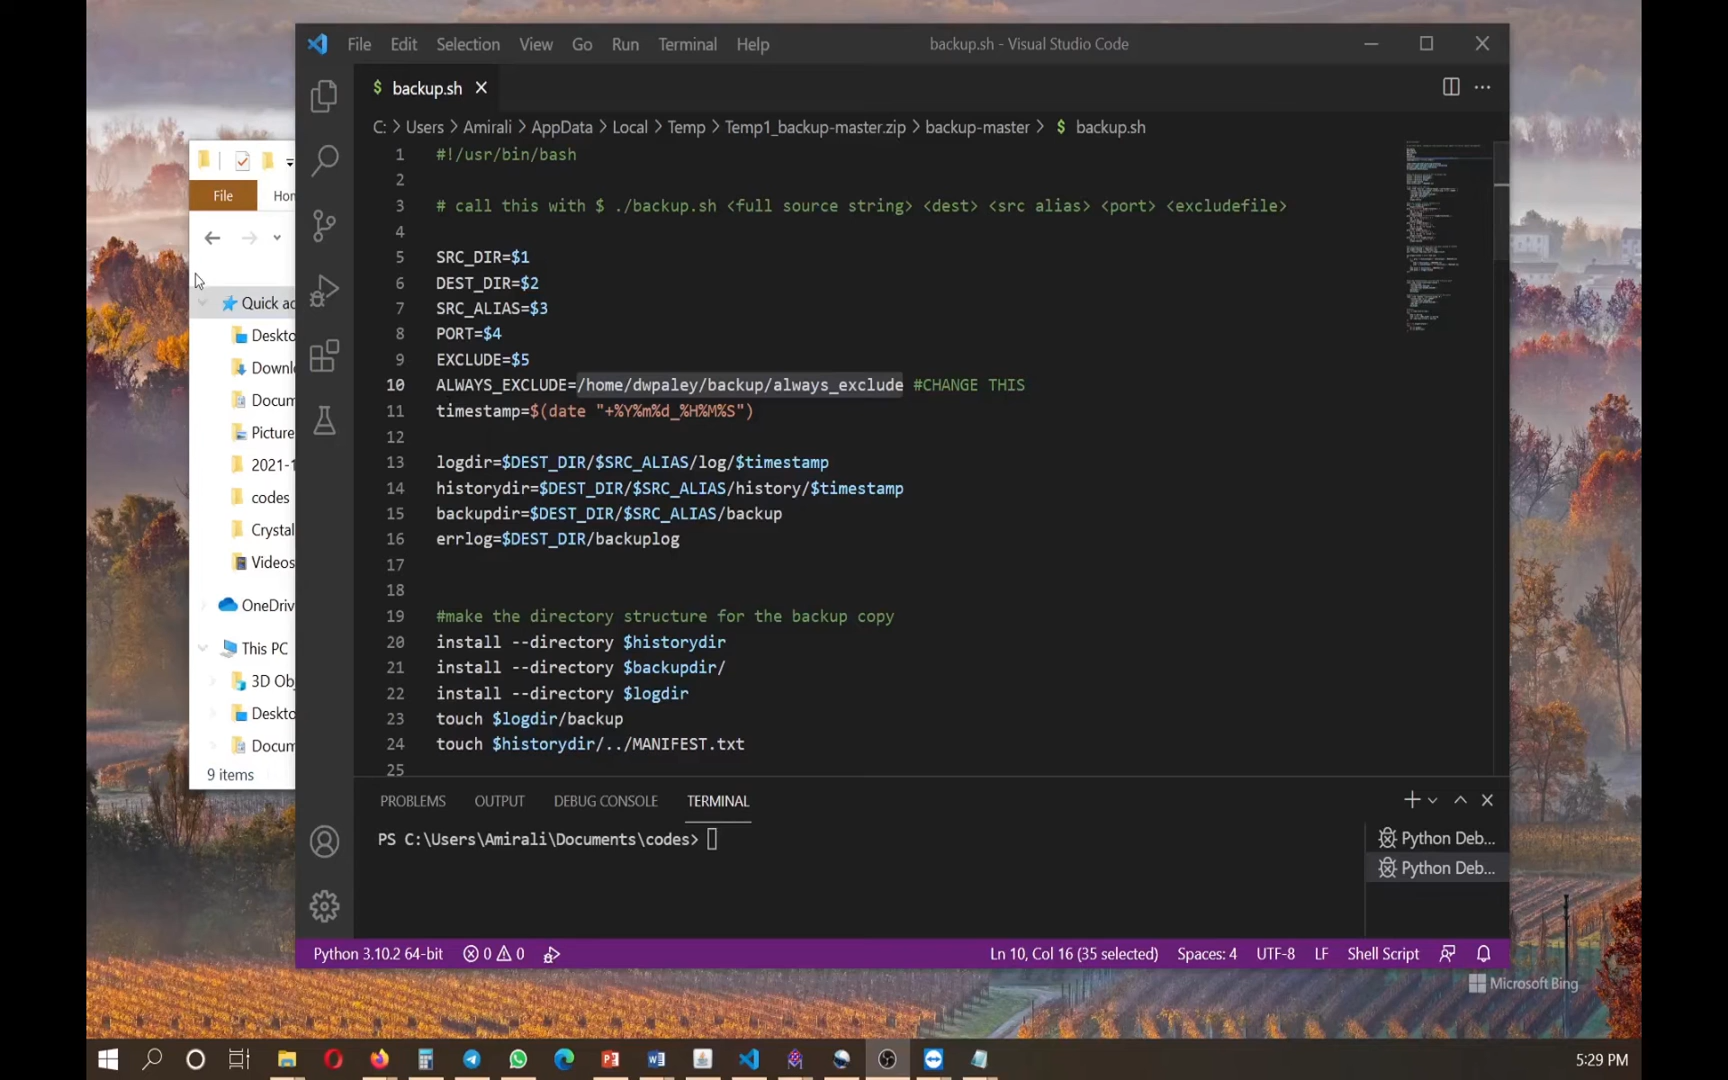 File Edit Selection View Go Run Terminal Help backup.sh - Visual Studio Code
$ backup.sh
C: > Users > Amirali > AppData > Local > Temp > Temp1_backup-master.zip > backup-master > $ backup.sh
1 #!/usr/bin/bash
2
3 # call this with $ ./backup.sh <full source string> <dest> <src alias> <port> <excludefile>
4
5 SRC_DIR=$1
6 DEST_DIR=$2
7 SRC_ALIAS=$3
8 PORT=$4
9 EXCLUDE=$5
10 ALWAYS_EXCLUDE=/home/dwpaley/backup/always_exclude #CHANGE THIS
11 timestamp=$(date "+%Y%m%d_%H%M%S")
12
13 logdir=$DEST_DIR/$SRC_ALIAS/log/$timestamp
14 historydir=$DEST_DIR/$SRC_ALIAS/history/$timestamp
15 backupdir=$DEST_DIR/$SRC_ALIAS/backup
16 errlog=$DEST_DIR/backuplog
17
18
19 #make the directory structure for the backup copy
20 install --directory $historydir
21 install --directory $backupdir/
22 install --directory $logdir
23 touch $logdir/backup
24 touch $historydir/../MANIFEST.txt
25
PROBLEMS OUTPUT DEBUG CONSOLE TERMINAL
PS C:\Users\Amirali\Documents\codes>
Python Deb...
Python Deb...
Python 3.10.2 64-bit 0 0 Ln 10, Col 16 (35 selected) Spaces: 4 UTF-8 LF Shell Script
File Hon
Quick ac
Deskto
Downl
Docum
Picture
2021-1
codes
Crystal
Videos
OneDriv
This PC
3D Obj
Deskto
Docum
9 items
Microsoft Bing
5:29 PM